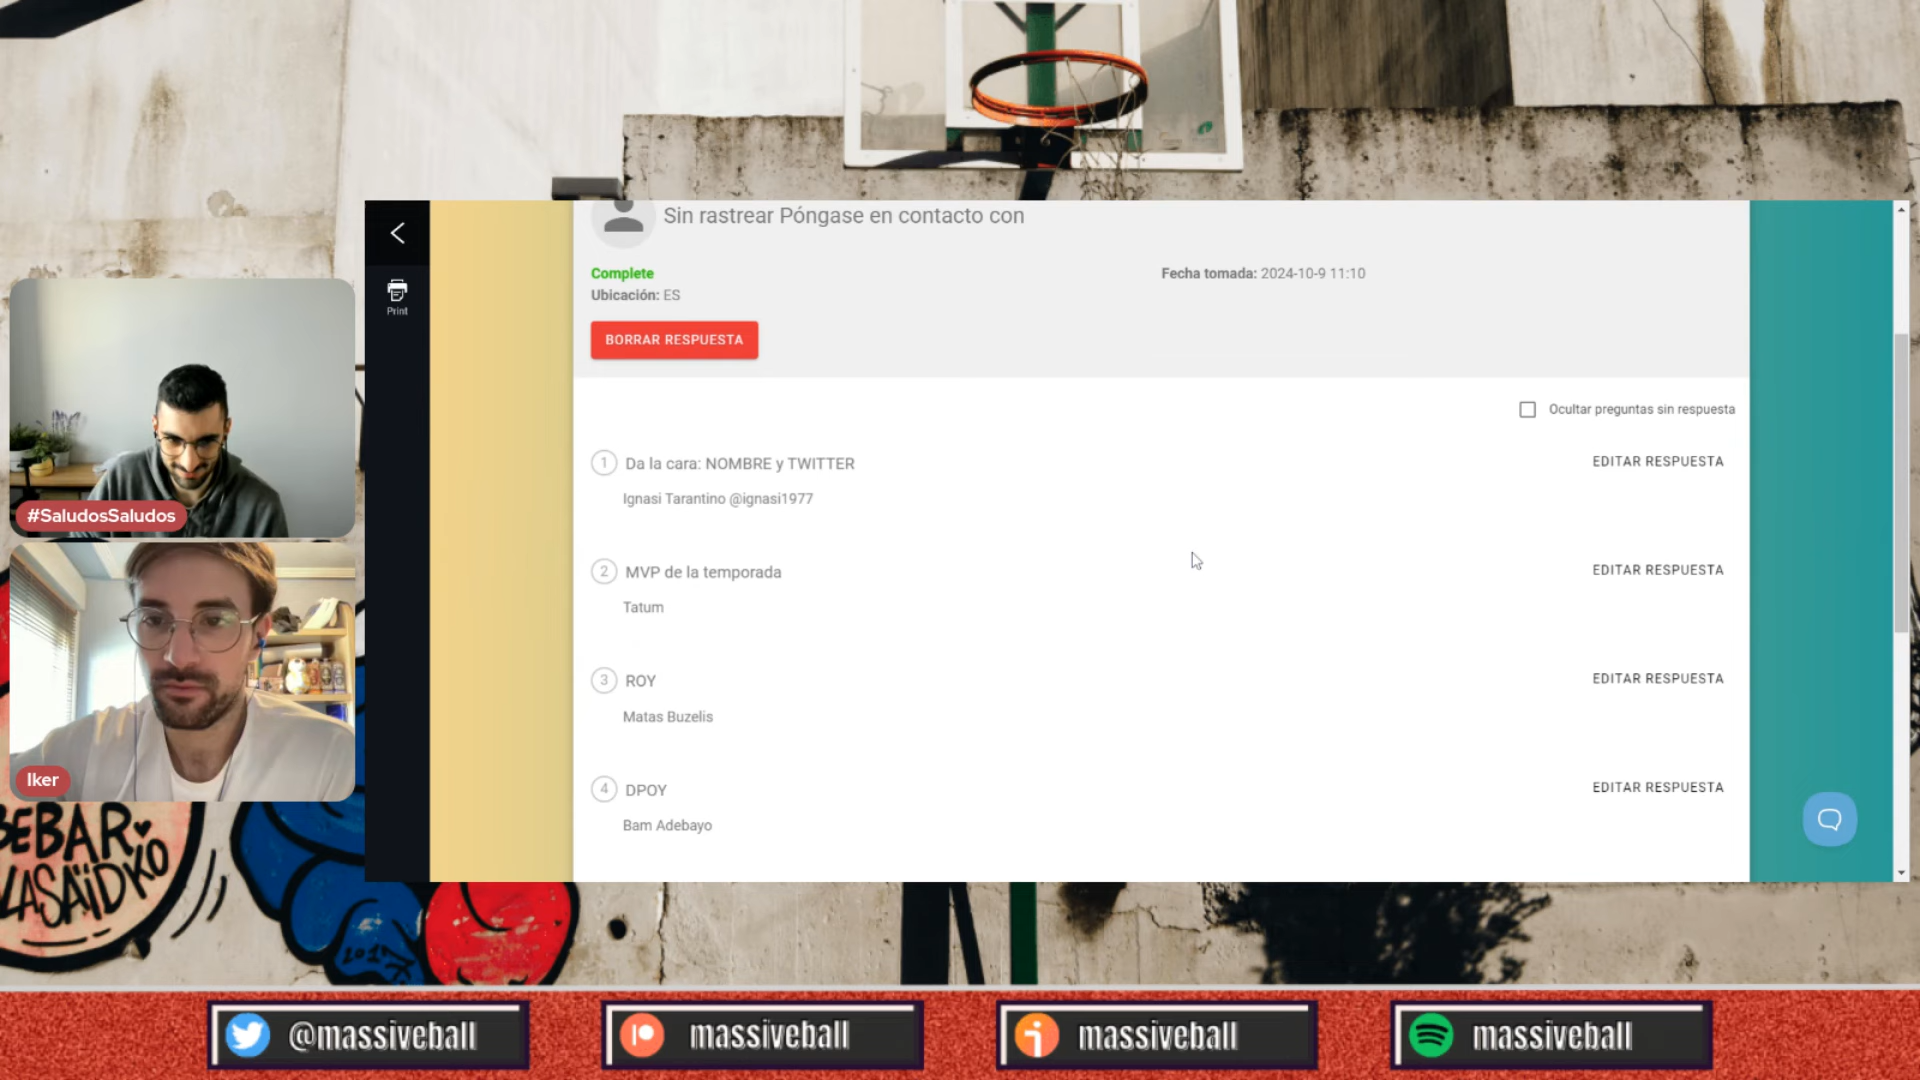 Sin rastrear Póngase en contacto con
Complete
Fecha tomada: 2024-10-9 11:10
Ubicación: ES
Print
BORRAR RESPUESTA
Ocultar preguntas sin respuesta
1 Da la cara: NOMBRE y TWITTER
EDITAR RESPUESTA
Ignasi Tarantino @ignasi1977
2 MVP de la temporada
EDITAR RESPUESTA
Tatum
3 ROY
EDITAR RESPUESTA
Matas Buzelis
4 DPOY
EDITAR RESPUESTA
Bam Adebayo
#SaludosSaludos
Iker
@massiveball
massiveball
massiveball
massiveball